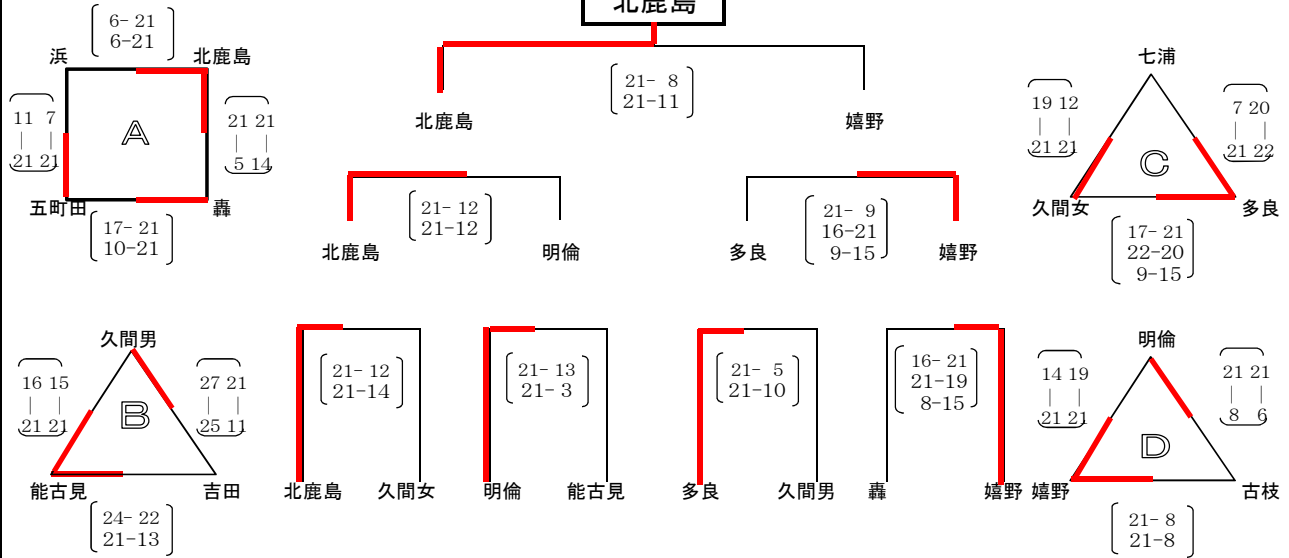 北鹿島
6- 21
6-21
浜
北鹿島
11 7
21 21
A
21 21
5 14
五町田
轟
17- 21
10-21
21- 8
21-11
北鹿島
嬉野
七浦
19 12
21 21
C
7 20
21 22
久間女
多良
17- 21
22-20
9-15
21- 12
21-12
北鹿島
明倫
21- 9
16-21
9-15
多良
嬉野
久間男
16 15
21 21
B
27 21
25 11
能古見
吉田
24- 22
21-13
21- 12
21-14
北鹿島
久間女
21- 13
21- 3
明倫
能古見
21- 5
21-10
多良
久間男
16- 21
21-19
8-15
轟
嬉野
明倫
14 19
21 21
D
21 21
8 6
嬉野
古枝
21- 8
21-8